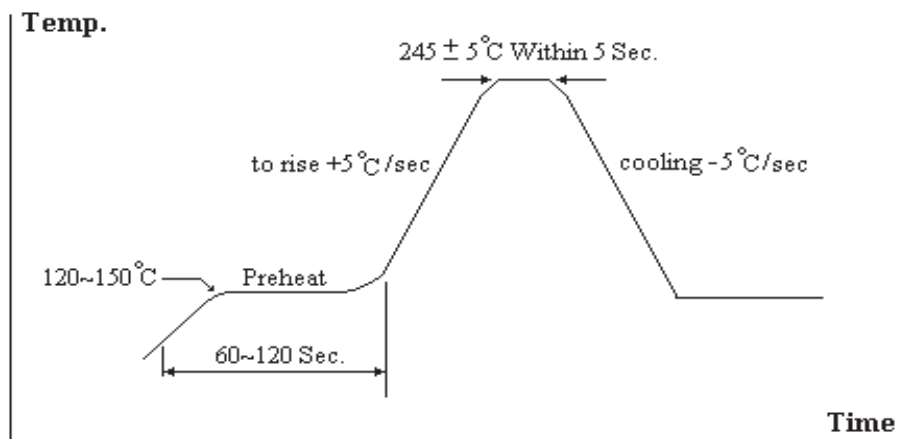 Temp.
245 ± 5°C Within 5 Sec.
to rise +5°C/sec
cooling -5°C/sec
120~150°C
Preheat
60~120 Sec.
Time